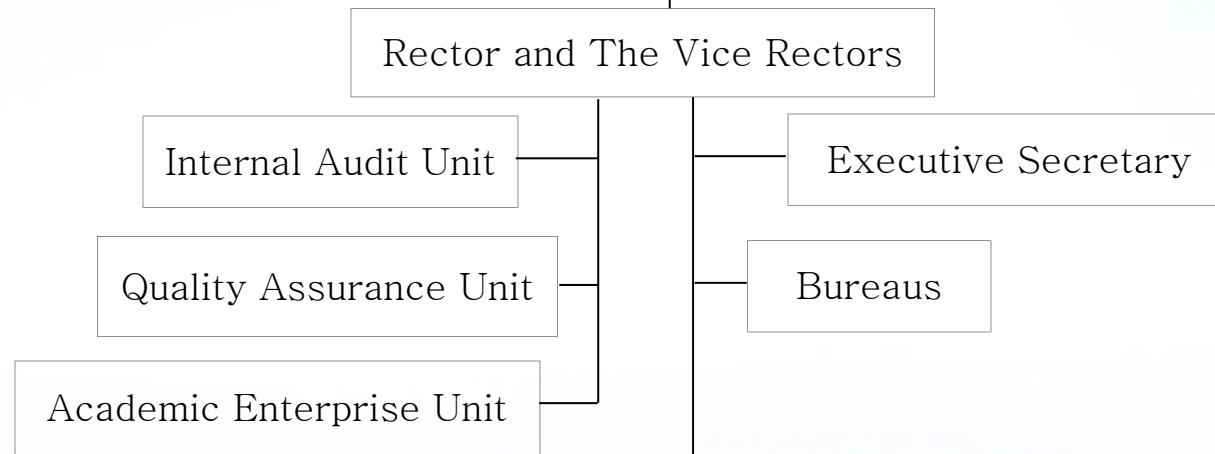 Rector and The Vice Rectors
Internal Audit Unit
Executive Secretary
Quality Assurance Unit
Bureaus
Academic Enterprise Unit